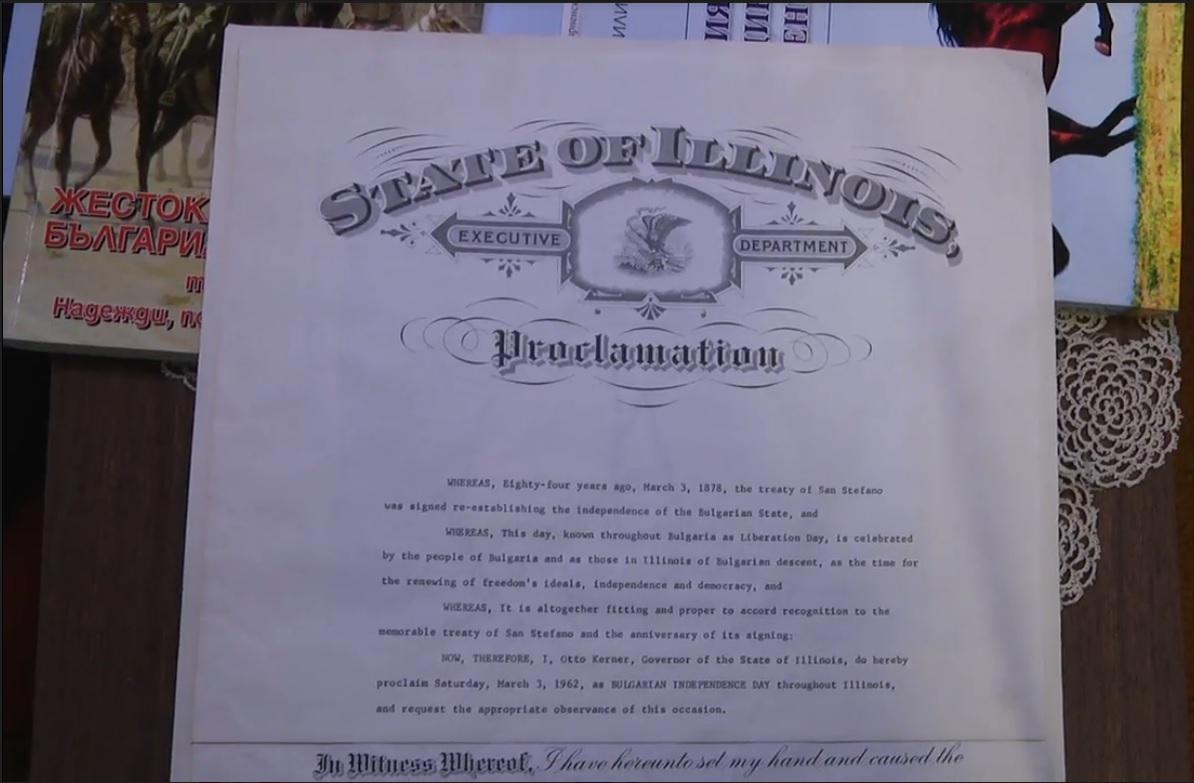 ЖЕСТОК
БЪЛГАРИ
Надежди,
STATE OF ILLINOIS,
EXECUTIVE DEPARTMENT
Proclamation
WHEREAS, Eighty-four years ago, March 3, 1878, the treaty of San Stefano
was signed re-establishing the independence of the Bulgarian State, and
WHEREAS, This day, known throughout Bulgaria as Liberation Day, is celebrated
by the people of Bulgaria and as those in Illinois of Bulgarian descent, as the time for
the renewing of freedom's ideals, independence and democracy, and
WHEREAS, It is altogether fitting and proper to accord recognition to the
memorable treaty of San Stefano and the anniversary of its signing:
NOW, THEREFORE, I, Otto Kerner, Governor of the State of Illinois, do hereby
proclaim Saturday, March 3, 1962, as BULGARIAN INDEPENDENCE DAY throughout Illinois,
and request the appropriate observance of this occasion.
In Witness Whereof, I have hereunto set my hand and caused the